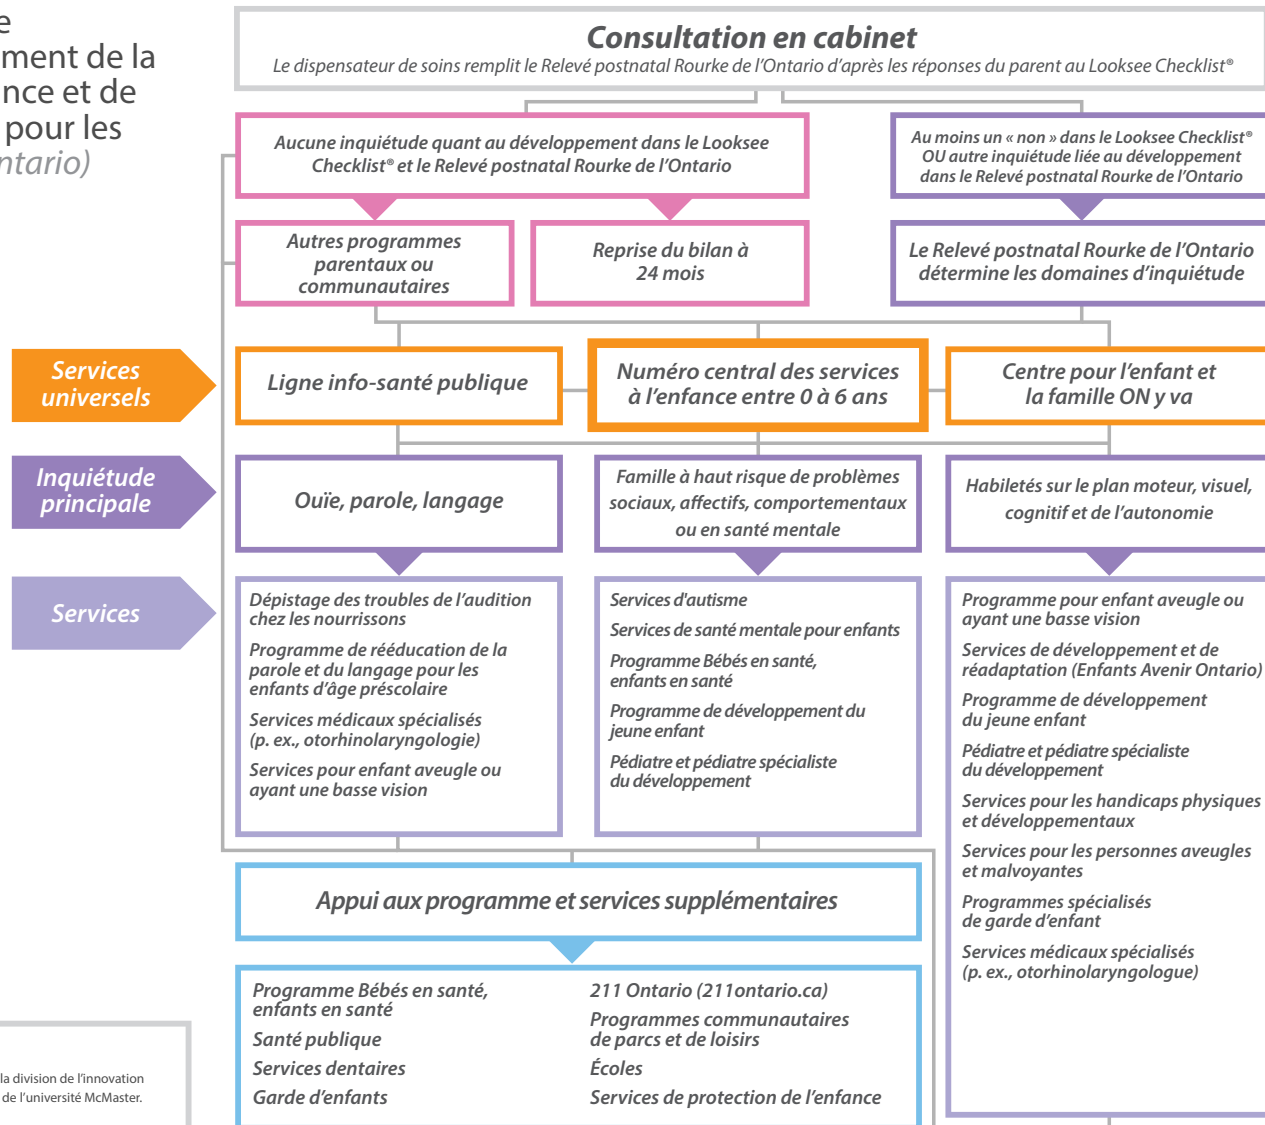 e
ment de la
nce et de
pour les
ntario)
Consultation en cabinet
Le dispensateur de soins remplit le Relevé postnatal Rourke de l'Ontario d'après les réponses du parent au Looksee Checklist®
Aucune inquiétude quant au développement dans le Looksee
Checklist® et le Relevé postnatal Rourke de l'Ontario
Au moins un « non » dans le Looksee Checklist®
OU autre inquiétude liée au développement
dans le Relevé postnatal Rourke de l'Ontario
Autres programmes
parentaux ou
communautaires
Reprise du bilan à
24 mois
Le Relevé postnatal Rourke de l'Ontario
détermine les domaines d'inquiétude
Services
universels
Ligne info-santé publique
Numéro central des services
à l'enfance entre 0 à 6 ans
Centre pour l'enfant et
la famille ON y va
Inquiétude
principale
Ouïe, parole, langage
Famille à haut risque de problèmes
sociaux, affectifs, comportementaux
ou en santé mentale
Habiletés sur le plan moteur, visuel,
cognitif et de l'autonomie
Services
Dépistage des troubles de l'audition
chez les nourrissons
Programme de rééducation de la
parole et du langage pour les
enfants d'âge préscolaire
Services médicaux spécialisés
(p. ex., otorhinolaryngologie)
Services pour enfant aveugle ou
ayant une basse vision
Services d'autisme
Services de santé mentale pour enfants
Programme Bébés en santé,
enfants en santé
Programme de développement du
jeune enfant
Pédiatre et pédiatre spécialiste
du développement
Programme pour enfant aveugle ou
ayant une basse vision
Services de développement et de
réadaptation (Enfants Avenir Ontario)
Programme de développement
du jeune enfant
Pédiatre et pédiatre spécialiste
du développement
Services pour les handicaps physiques
et développementaux
Services pour les personnes aveugles
et malvoyantes
Programmes spécialisés
de garde d'enfant
Services médicaux spécialisés
(p. ex., otorhinolaryngologue)
Appui aux programme et services supplémentaires
Programme Bébés en santé,
enfants en santé
Santé publique
Services dentaires
Garde d'enfants
211 Ontario (211ontario.ca)
Programmes communautaires
de parcs et de loisirs
Écoles
Services de protection de l'enfance
la division de l'innovation
de l'université McMaster.